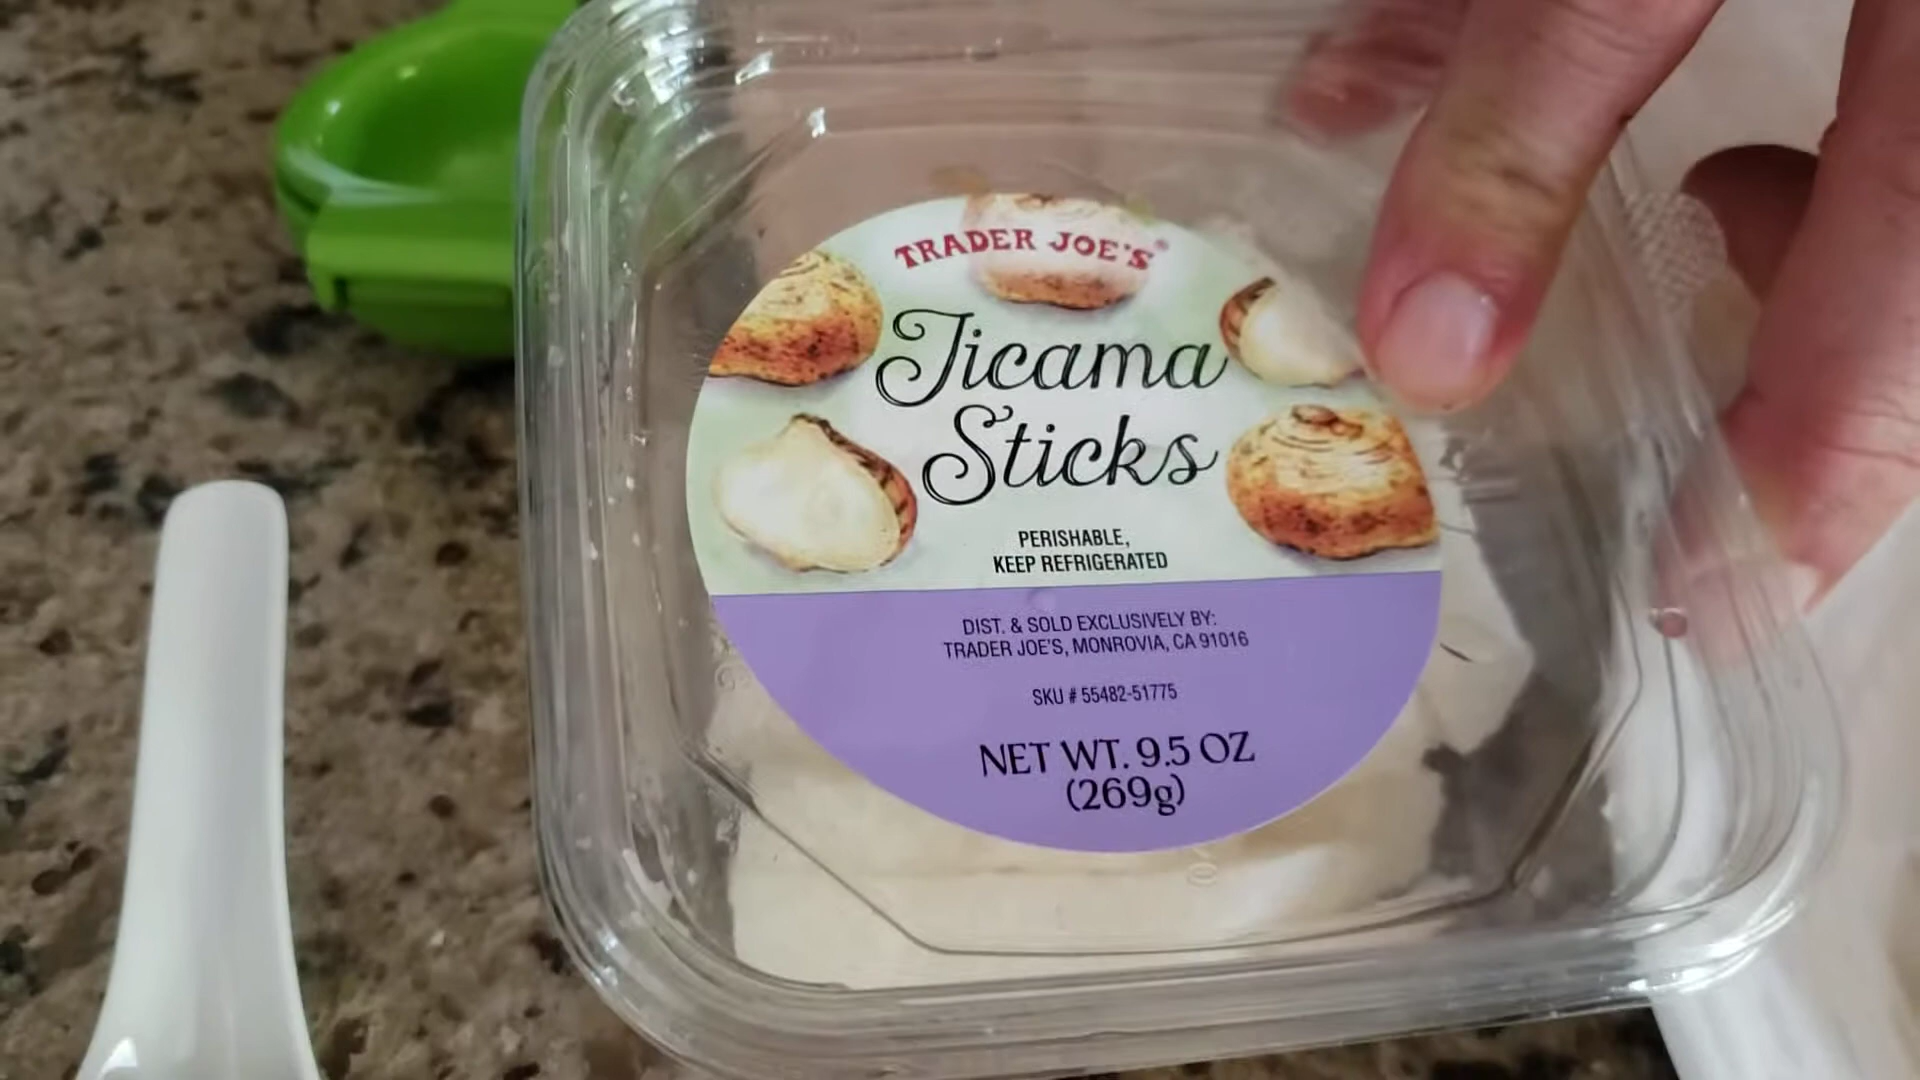 TRADER JOE'S®
Jicama
Sticks
PERISHABLE,
KEEP REFRIGERATED
DIST. & SOLD EXCLUSIVELY BY:
TRADER JOE'S, MONROVIA, CA 91016
SKU # 55482-51775
NET WT. 9.5 OZ
(269g)